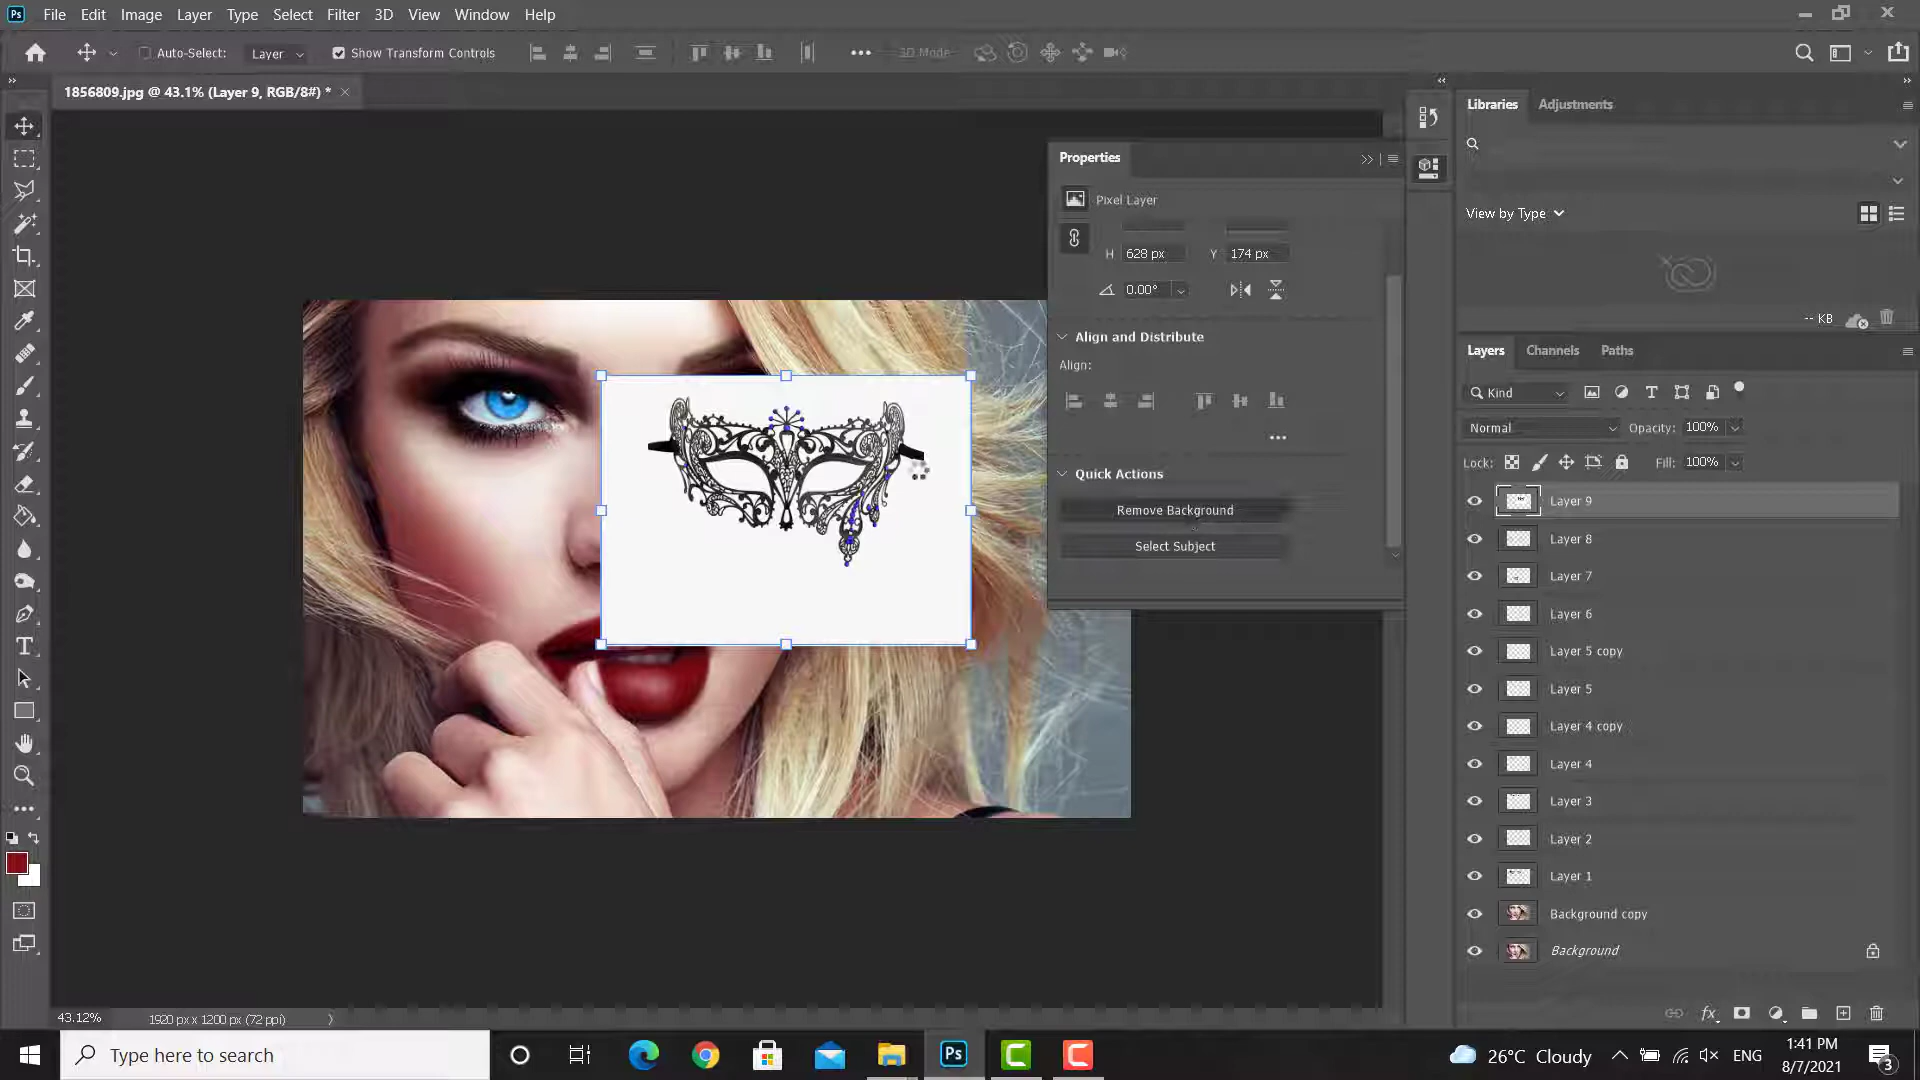 Ps File Edit Image Layer Type Select Filter 3D View Window Help
Auto-Select: Layer Show Transform Controls 3D Mode
1856809.jpg @ 43.1% (Layer 9, RGB/8#) *
Properties
Pixel Layer
H 628 px Y 174 px
0.00°
Align and Distribute
Align:
Quick Actions
Remove Background
Select Subject
Libraries Adjustments
View by Type
-- KB
Layers Channels Paths
Kind
Normal Opacity: 100%
Lock: Fill: 100%
Layer 9
Layer 8
Layer 7
Layer 6
Layer 5 copy
Layer 5
Layer 4 copy
Layer 4
Layer 3
Layer 2
Layer 1
Background copy
Background
fx
43.12% 1920 px x 1200 px (72 ppi)
Type here to search
Ps
26°C Cloudy ENG
1:41 PM
8/7/2021
3